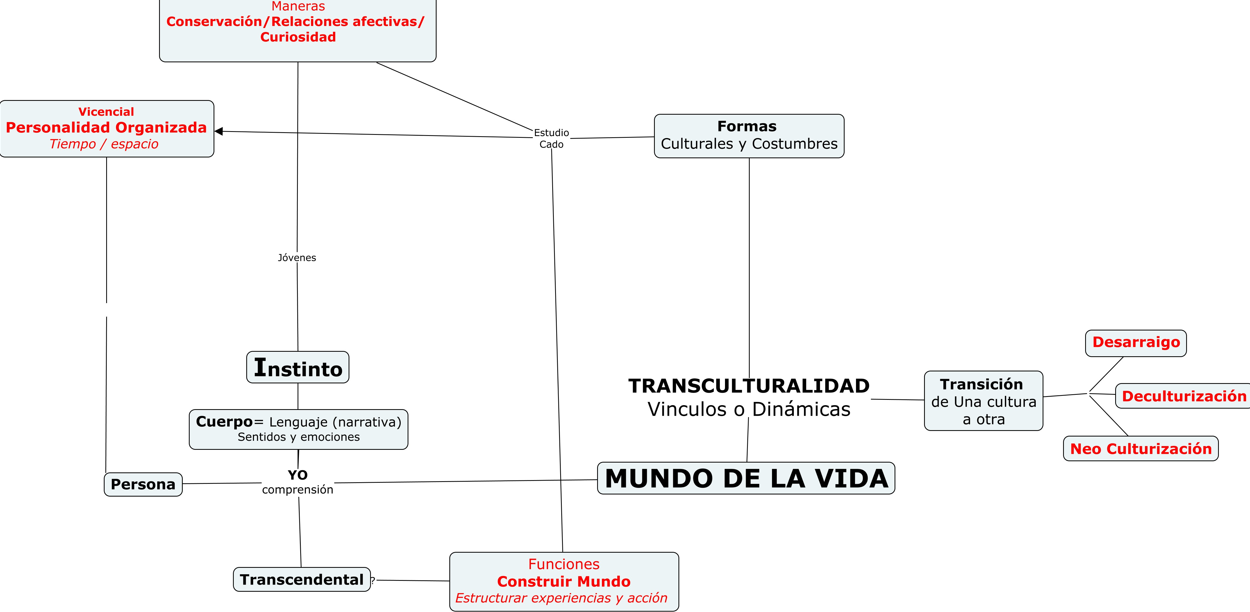 Maneras
Conservación/Relaciones afectivas/
Curiosidad
Vicencial
Personalidad Organizada
Tiempo / espacio
Estudio
Cado
Formas
Culturales y Costumbres
Jóvenes
Instinto
Cuerpo= Lenguaje (narrativa)
Sentidos y emociones
TRANSCULTURALIDAD
Vinculos o Dinámicas
Transición
de Una cultura
a otra
Desarraigo
Deculturización
Neo Culturización
Persona
YO
comprensión
MUNDO DE LA VIDA
Transcendental
?
Funciones
Construir Mundo
Estructurar experiencias y acción